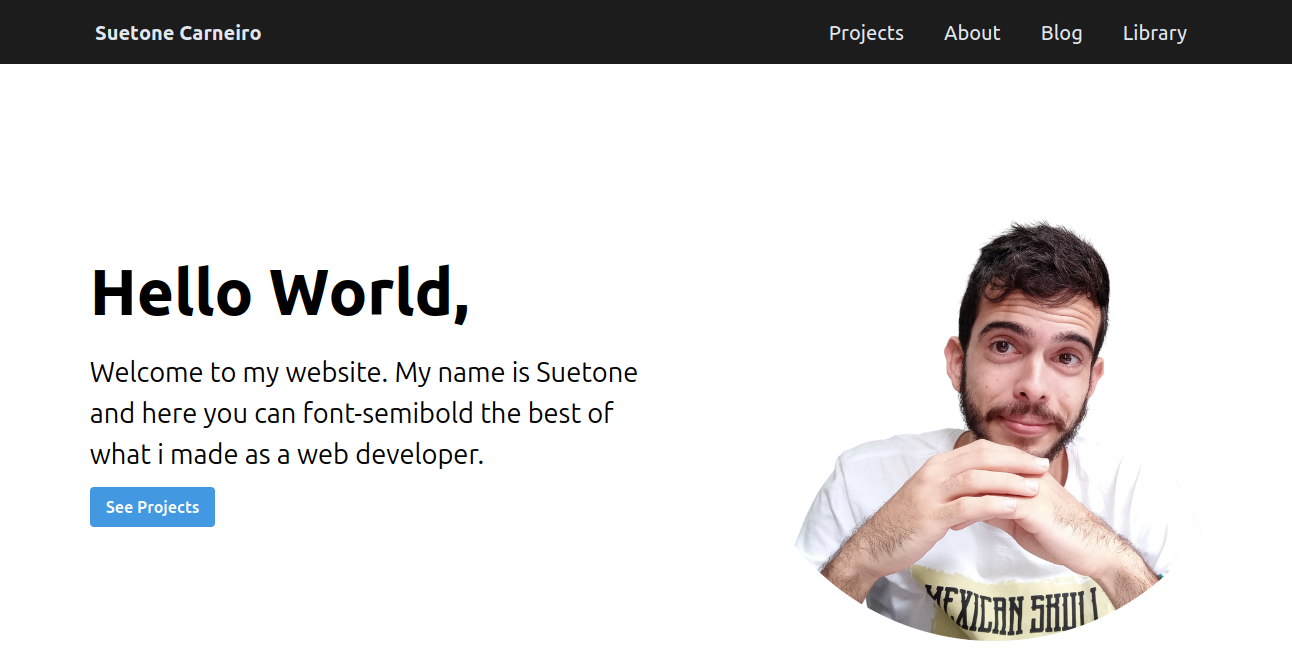 Suetone Carneiro
Projects About Blog Library
Hello World,
Welcome to my website. My name is Suetone
and here you can font-semibold the best of
what i made as a web developer.
See Projects
MEXICAN SKULL